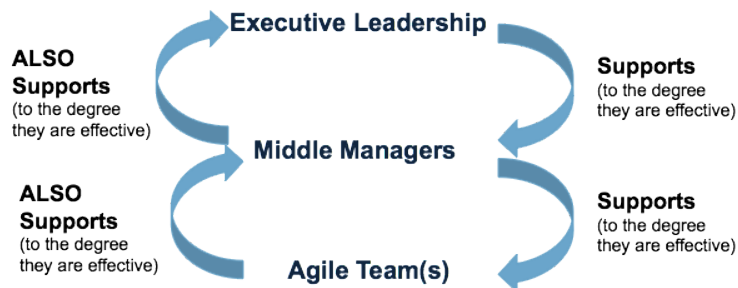 Executive Leadership
ALSO
Supports
(to the degree
they are effective)
Supports
(to the degree
they are effective)
Middle Managers
ALSO
Supports
(to the degree
they are effective)
Supports
(to the degree
they are effective)
Agile Team(s)